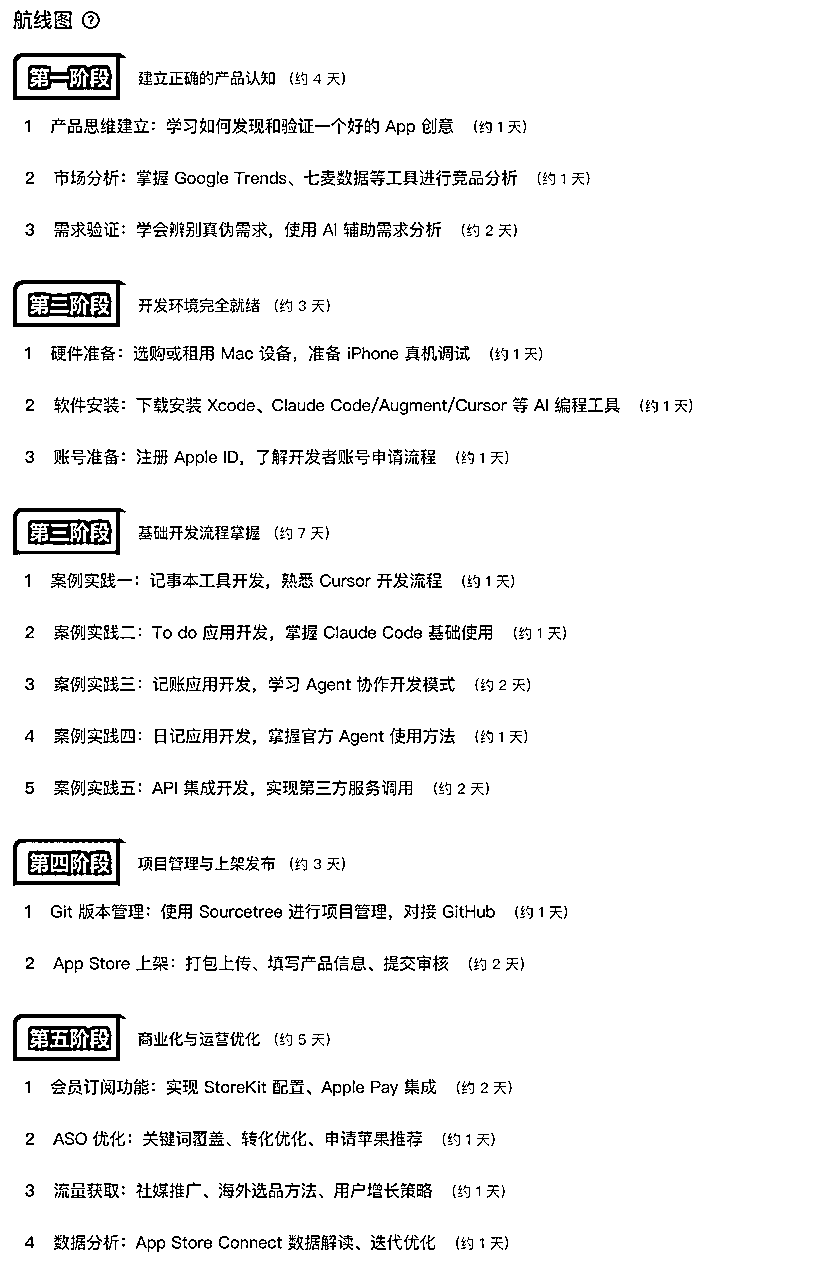 航线图 ?
第一阶段 建立正确的产品认知 (约 4 天)
1 产品思维建立：学习如何发现和验证一个好的 App 创意 (约 1 天)
2 市场分析：掌握 Google Trends、七麦数据等工具进行竞品分析 (约 1 天)
3 需求验证：学会辨别真伪需求，使用 AI 辅助需求分析 (约 2 天)
第二阶段 开发环境完全就绪 (约 3 天)
1 硬件准备：选购或租用 Mac 设备，准备 iPhone 真机调试 (约 1 天)
2 软件安装：下载安装 Xcode、Claude Code/Augment/Cursor 等 AI 编程工具 (约 1 天)
3 账号准备：注册 Apple ID，了解开发者账号申请流程 (约 1 天)
第三阶段 基础开发流程掌握 (约 7 天)
1 案例实践一：记事本工具开发，熟悉 Cursor 开发流程 (约 1 天)
2 案例实践二：To do 应用开发，掌握 Claude Code 基础使用 (约 1 天)
3 案例实践三：记账应用开发，学习 Agent 协作开发模式 (约 2 天)
4 案例实践四：日记应用开发，掌握官方 Agent 使用方法 (约 1 天)
5 案例实践五：API 集成开发，实现第三方服务调用 (约 2 天)
第四阶段 项目管理与上架发布 (约 3 天)
1 Git 版本管理：使用 Sourcetree 进行项目管理，对接 GitHub (约 1 天)
2 App Store 上架：打包上传、填写产品信息、提交审核 (约 2 天)
第五阶段 商业化与运营优化 (约 5 天)
1 会员订阅功能：实现 StoreKit 配置、Apple Pay 集成 (约 2 天)
2 ASO 优化：关键词覆盖、转化优化、申请苹果推荐 (约 1 天)
3 流量获取：社媒推广、海外选品方法、用户增长策略 (约 1 天)
4 数据分析：App Store Connect 数据解读、迭代优化 (约 1 天)